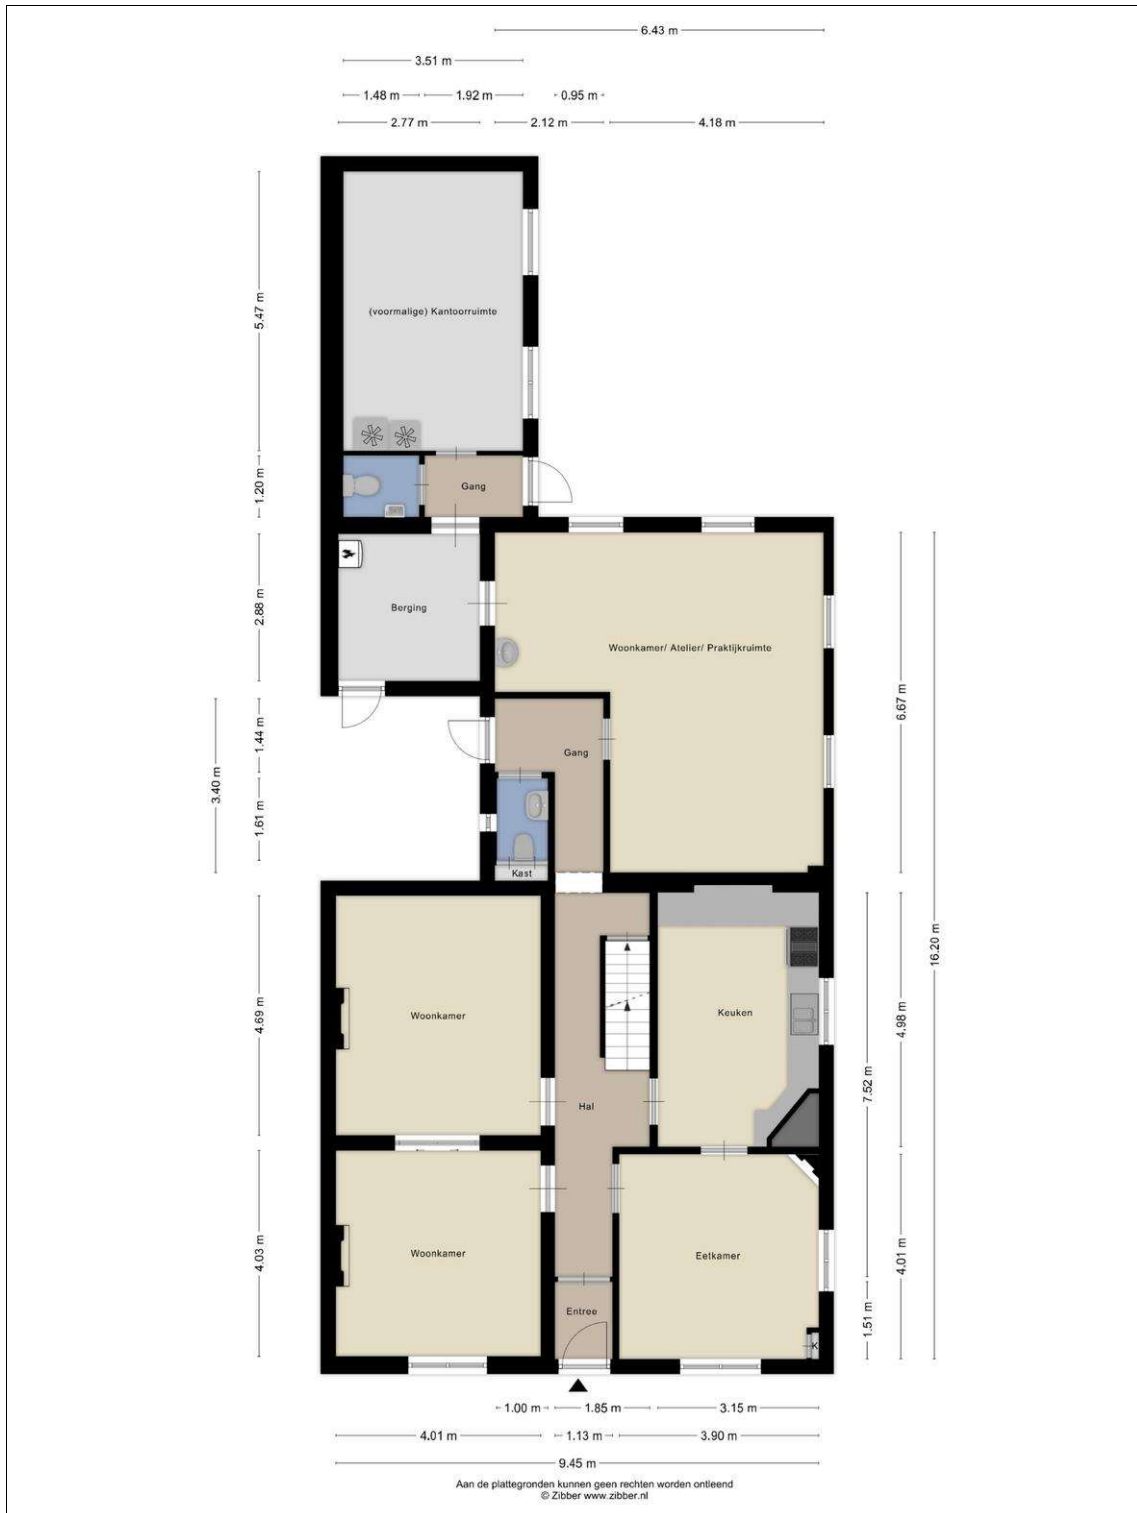 6.43 m
3.51 m
1.48 m
1.92 m
0.95 m
2.77 m
2.12 m
4.18 m
5.47 m
(voormalige) Kantoorruimte
1.20 m
Gang
2.88 m
Berging
Woonkamer/ Atelier/ Praktijkruimte
6.67 m
1.44 m
3.40 m
Gang
1.61 m
Kast
16.20 m
4.69 m
Woonkamer
Keuken
4.98 m
7.52 m
Hal
4.03 m
Woonkamer
Eetkamer
4.01 m
Entree
1.51 m
K
1.00 m
1.85 m
3.15 m
4.01 m
1.13 m
3.90 m
9.45 m
Aan de plattegronden kunnen geen rechten worden ontleend
© Zibber www.zibber.nl